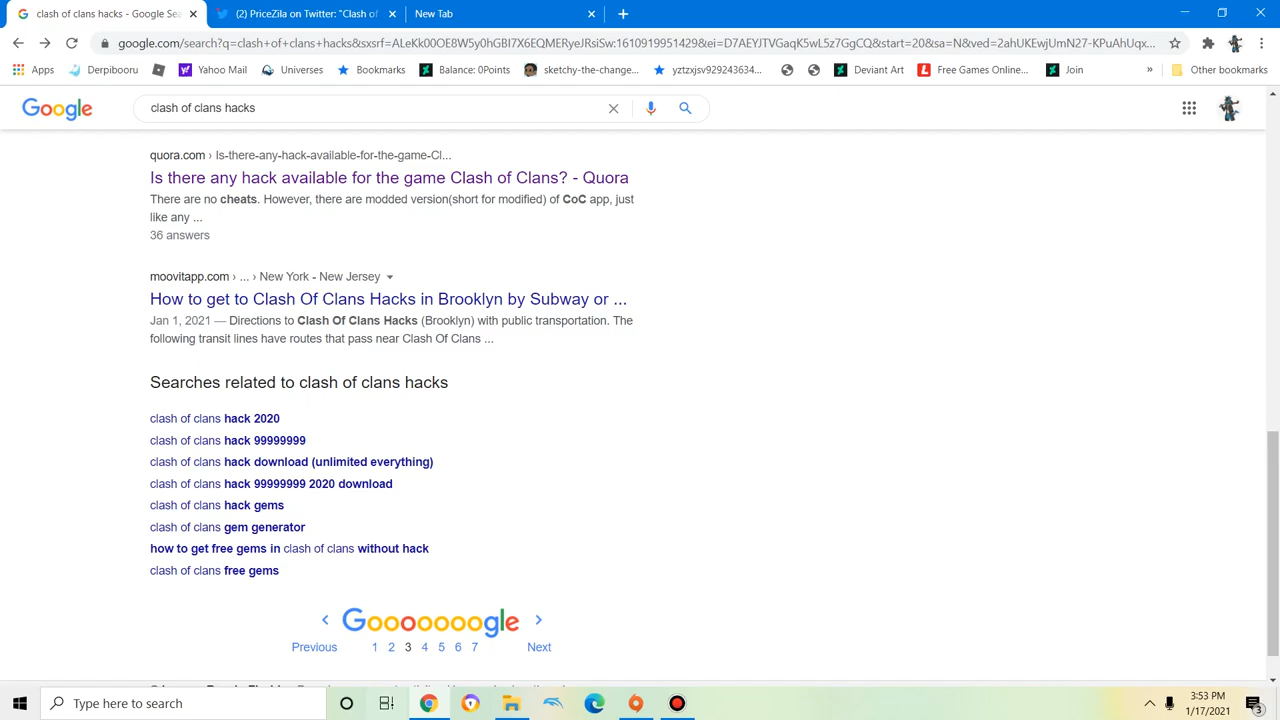 clash of clans hacks - Google Sea
(2) PriceZila on Twitter: "Clash of
New Tab
google.com/search?q=clash+of+clans+hacks&sxsrf=ALeKk00OE8W5y0hGBI7X6EQMERyeJRsiSw:1610919951429&ei=D7AEYJTVGaqK5wL5z7GgCQ&start=20&sa=N&ved=2ahUKEwjUmN27-KPuAhUqx...
Apps
Derpibooru
Yahoo Mail
Universes
Bookmarks
Balance: 0Points
sketchy-the-change...
yztzxjsv929243634...
Deviant Art
Free Games Online...
Join
»
Other bookmarks
Google
clash of clans hacks
quora.com › Is-there-any-hack-available-for-the-game-Cl...
Is there any hack available for the game Clash of Clans? - Quora
There are no cheats. However, there are modded version(short for modified) of CoC app, just
like any ...
36 answers
moovitapp.com › ... › New York - New Jersey
How to get to Clash Of Clans Hacks in Brooklyn by Subway or ...
Jan 1, 2021 — Directions to Clash Of Clans Hacks (Brooklyn) with public transportation. The
following transit lines have routes that pass near Clash Of Clans ...
Searches related to clash of clans hacks
clash of clans hack 2020
clash of clans hack 99999999
clash of clans hack download (unlimited everything)
clash of clans hack 99999999 2020 download
clash of clans hack gems
clash of clans gem generator
how to get free gems in clash of clans without hack
clash of clans free gems
Goooooooogle
Previous 1 2 3 4 5 6 7 Next
Type here to search
3:53 PM
1/17/2021
3